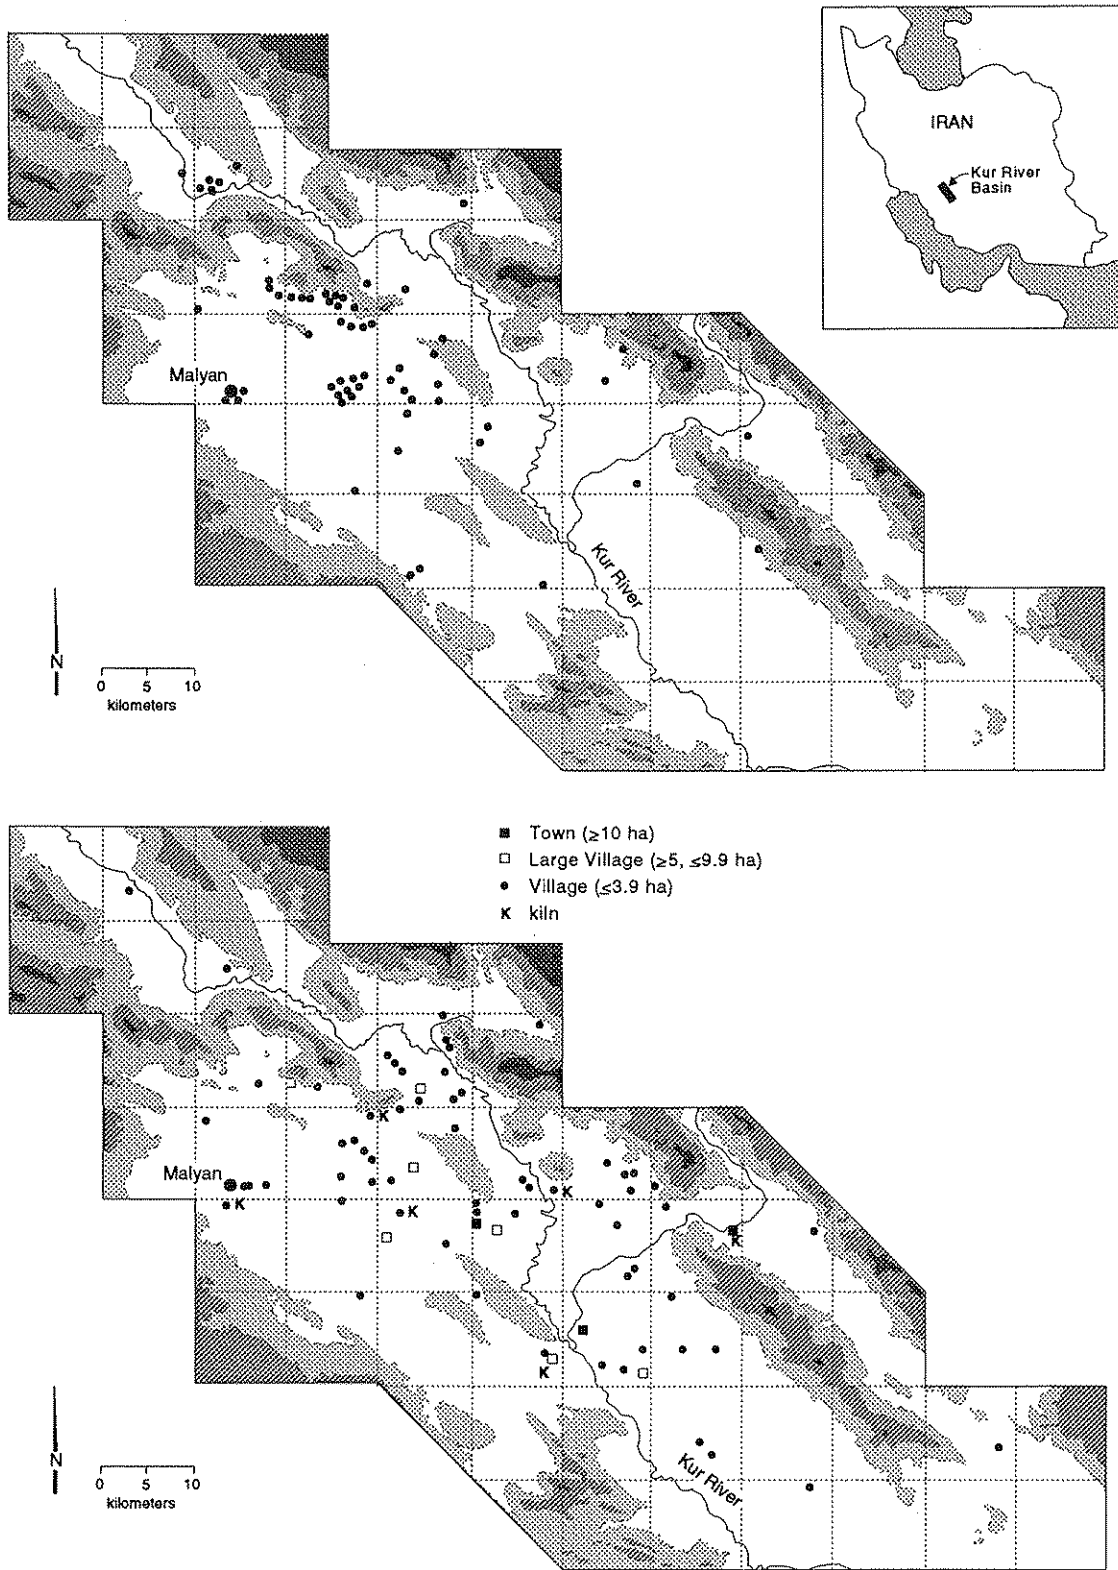 IRAN
Kur River
Basin
Malyan
Kur River
N
0 5 10
kilometers
■ Town (≥10 ha)
□ Large Village (≥5, ≤9.9 ha)
● Village (≤3.9 ha)
K kiln
K
Malyan
K
K
K
K
K
Kur River
N
0 5 10
kilometers